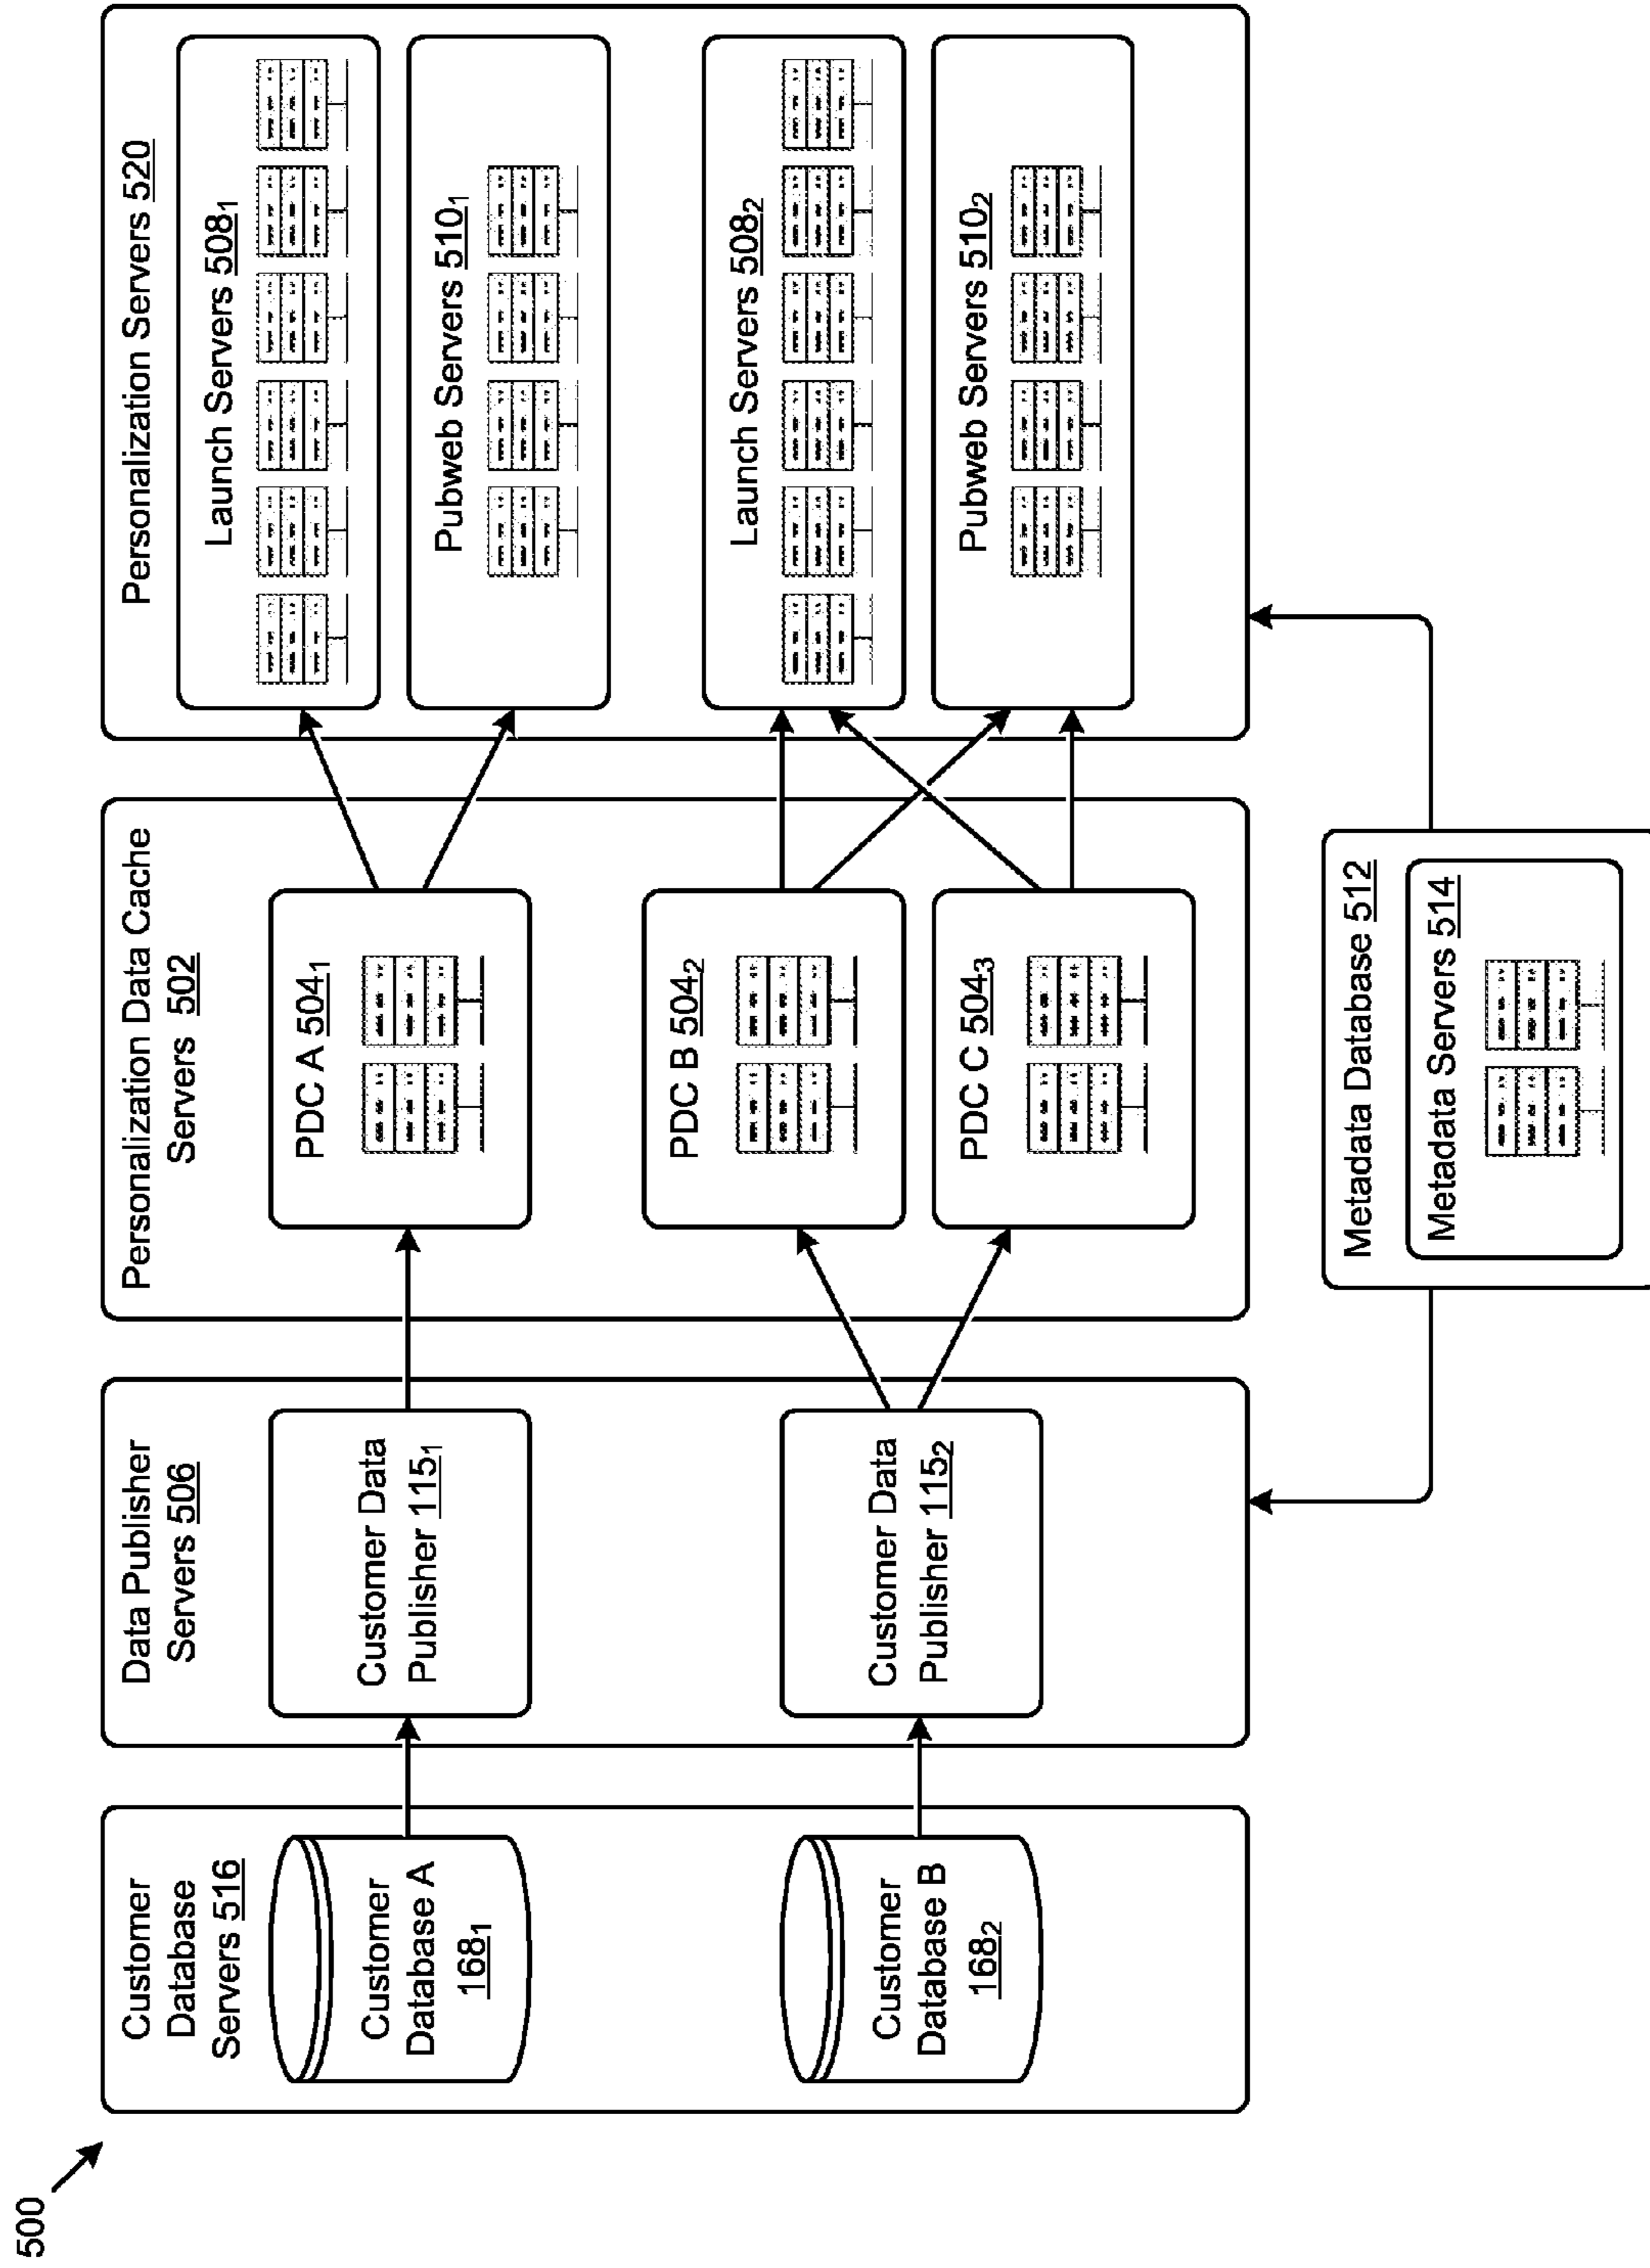 500
Customer
Database
Servers 516
Customer
Database A
168₁
Customer
Database B
168₂
Data Publisher
Servers 506
Customer Data
Publisher 115₁
Customer Data
Publisher 115₂
Personalization Data Cache
Servers 502
PDC A 504₁
PDC B 504₂
PDC C 504₃
Personalization Servers 520
Launch Servers 508₁
Pubweb Servers 510₁
Launch Servers 508₂
Pubweb Servers 510₂
Metadata Database 512
Metadata Servers 514